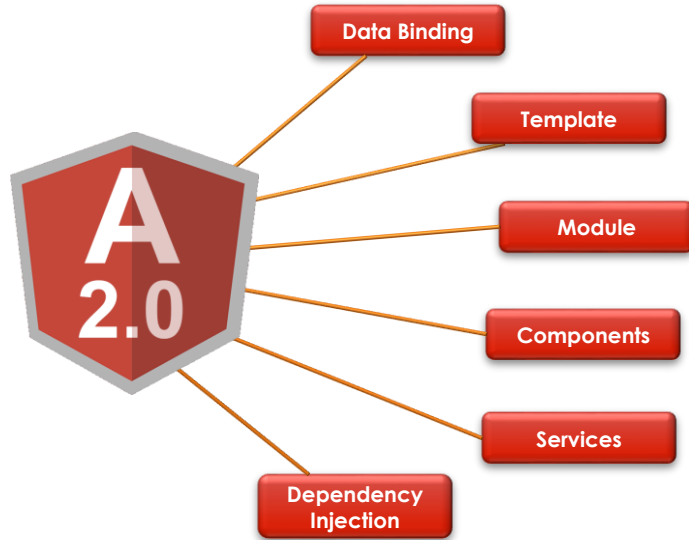 Data Binding
Template
A
2.0
Module
Components
Services
Dependency
Injection